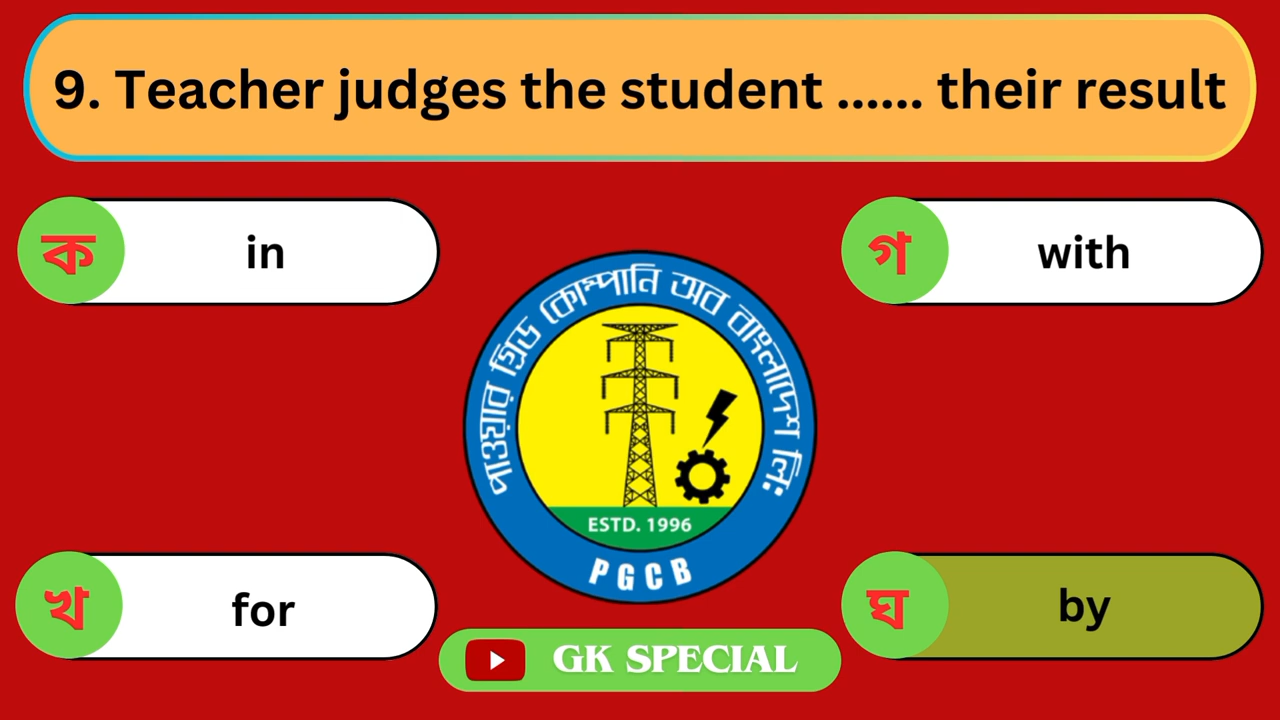 9. Teacher judges the student ...... their result
ক
in
গ
with
পাওয়ার গ্রিড কোম্পানি অব বাংলাদেশ লি:
ESTD. 1996
PGCB
খ
for
ঘ
by
GK SPECIAL